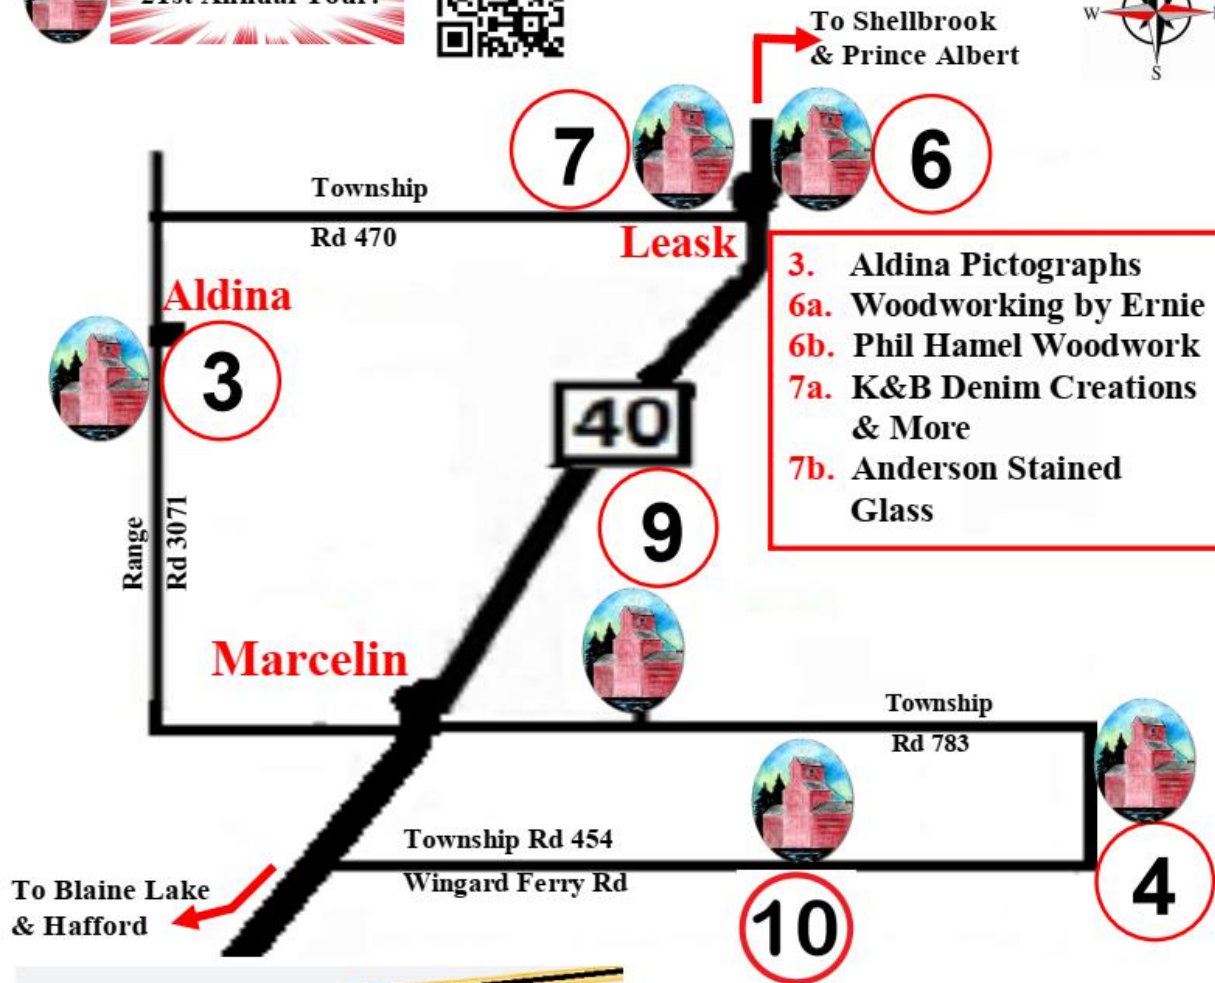 21st Annual Tour!
To Shellbrook
& Prince Albert
W
S
7
6
Township
Rd 470
Leask
Aldina
3
3. Aldina Pictographs
6a. Woodworking by Ernie
6b. Phil Hamel Woodwork
7a. K&B Denim Creations
& More
7b. Anderson Stained
Glass
40
9
Range
Rd 3071
Marcelin
Township
Rd 783
4
Township Rd 454
Wingard Ferry Rd
10
To Blaine Lake
& Hafford